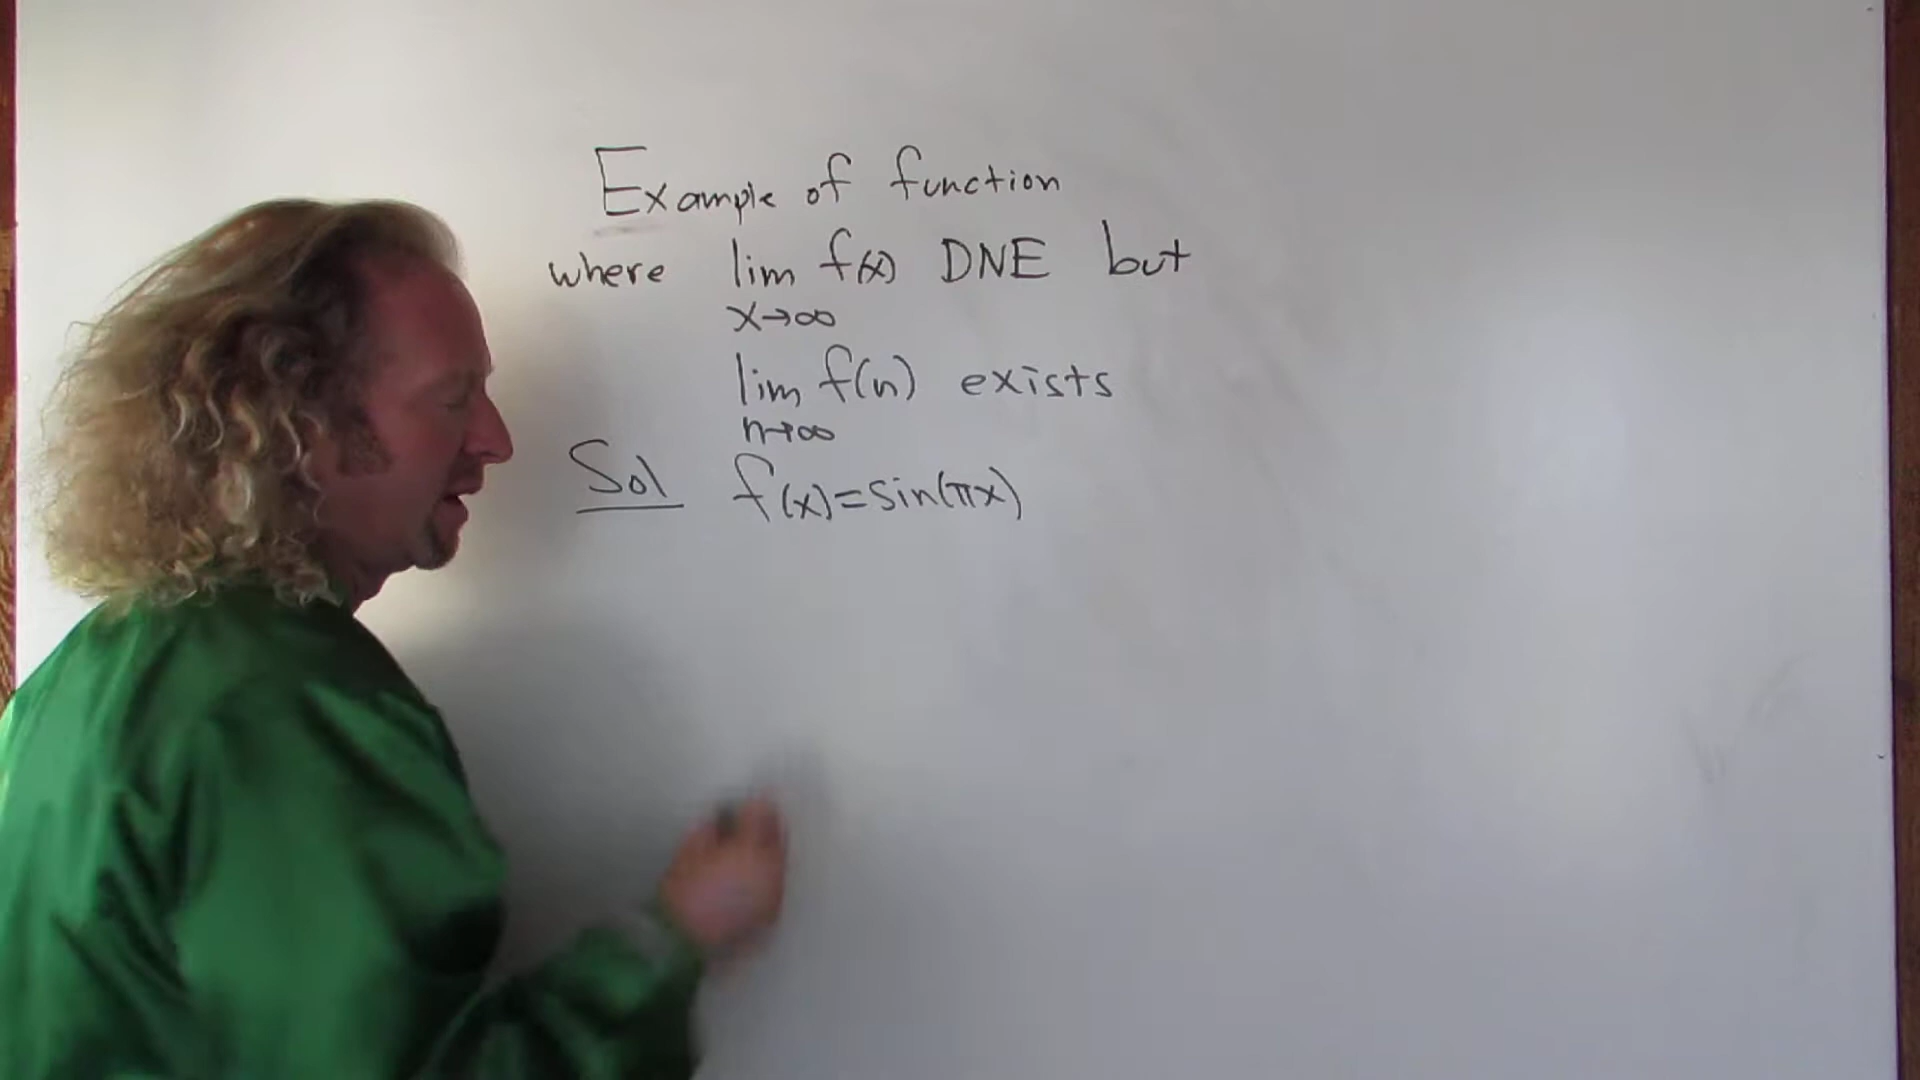 Example of function
where lim f(x) DNE but
x→∞
lim f(n) exists
n→∞
Sol f(x)=sin(πx)